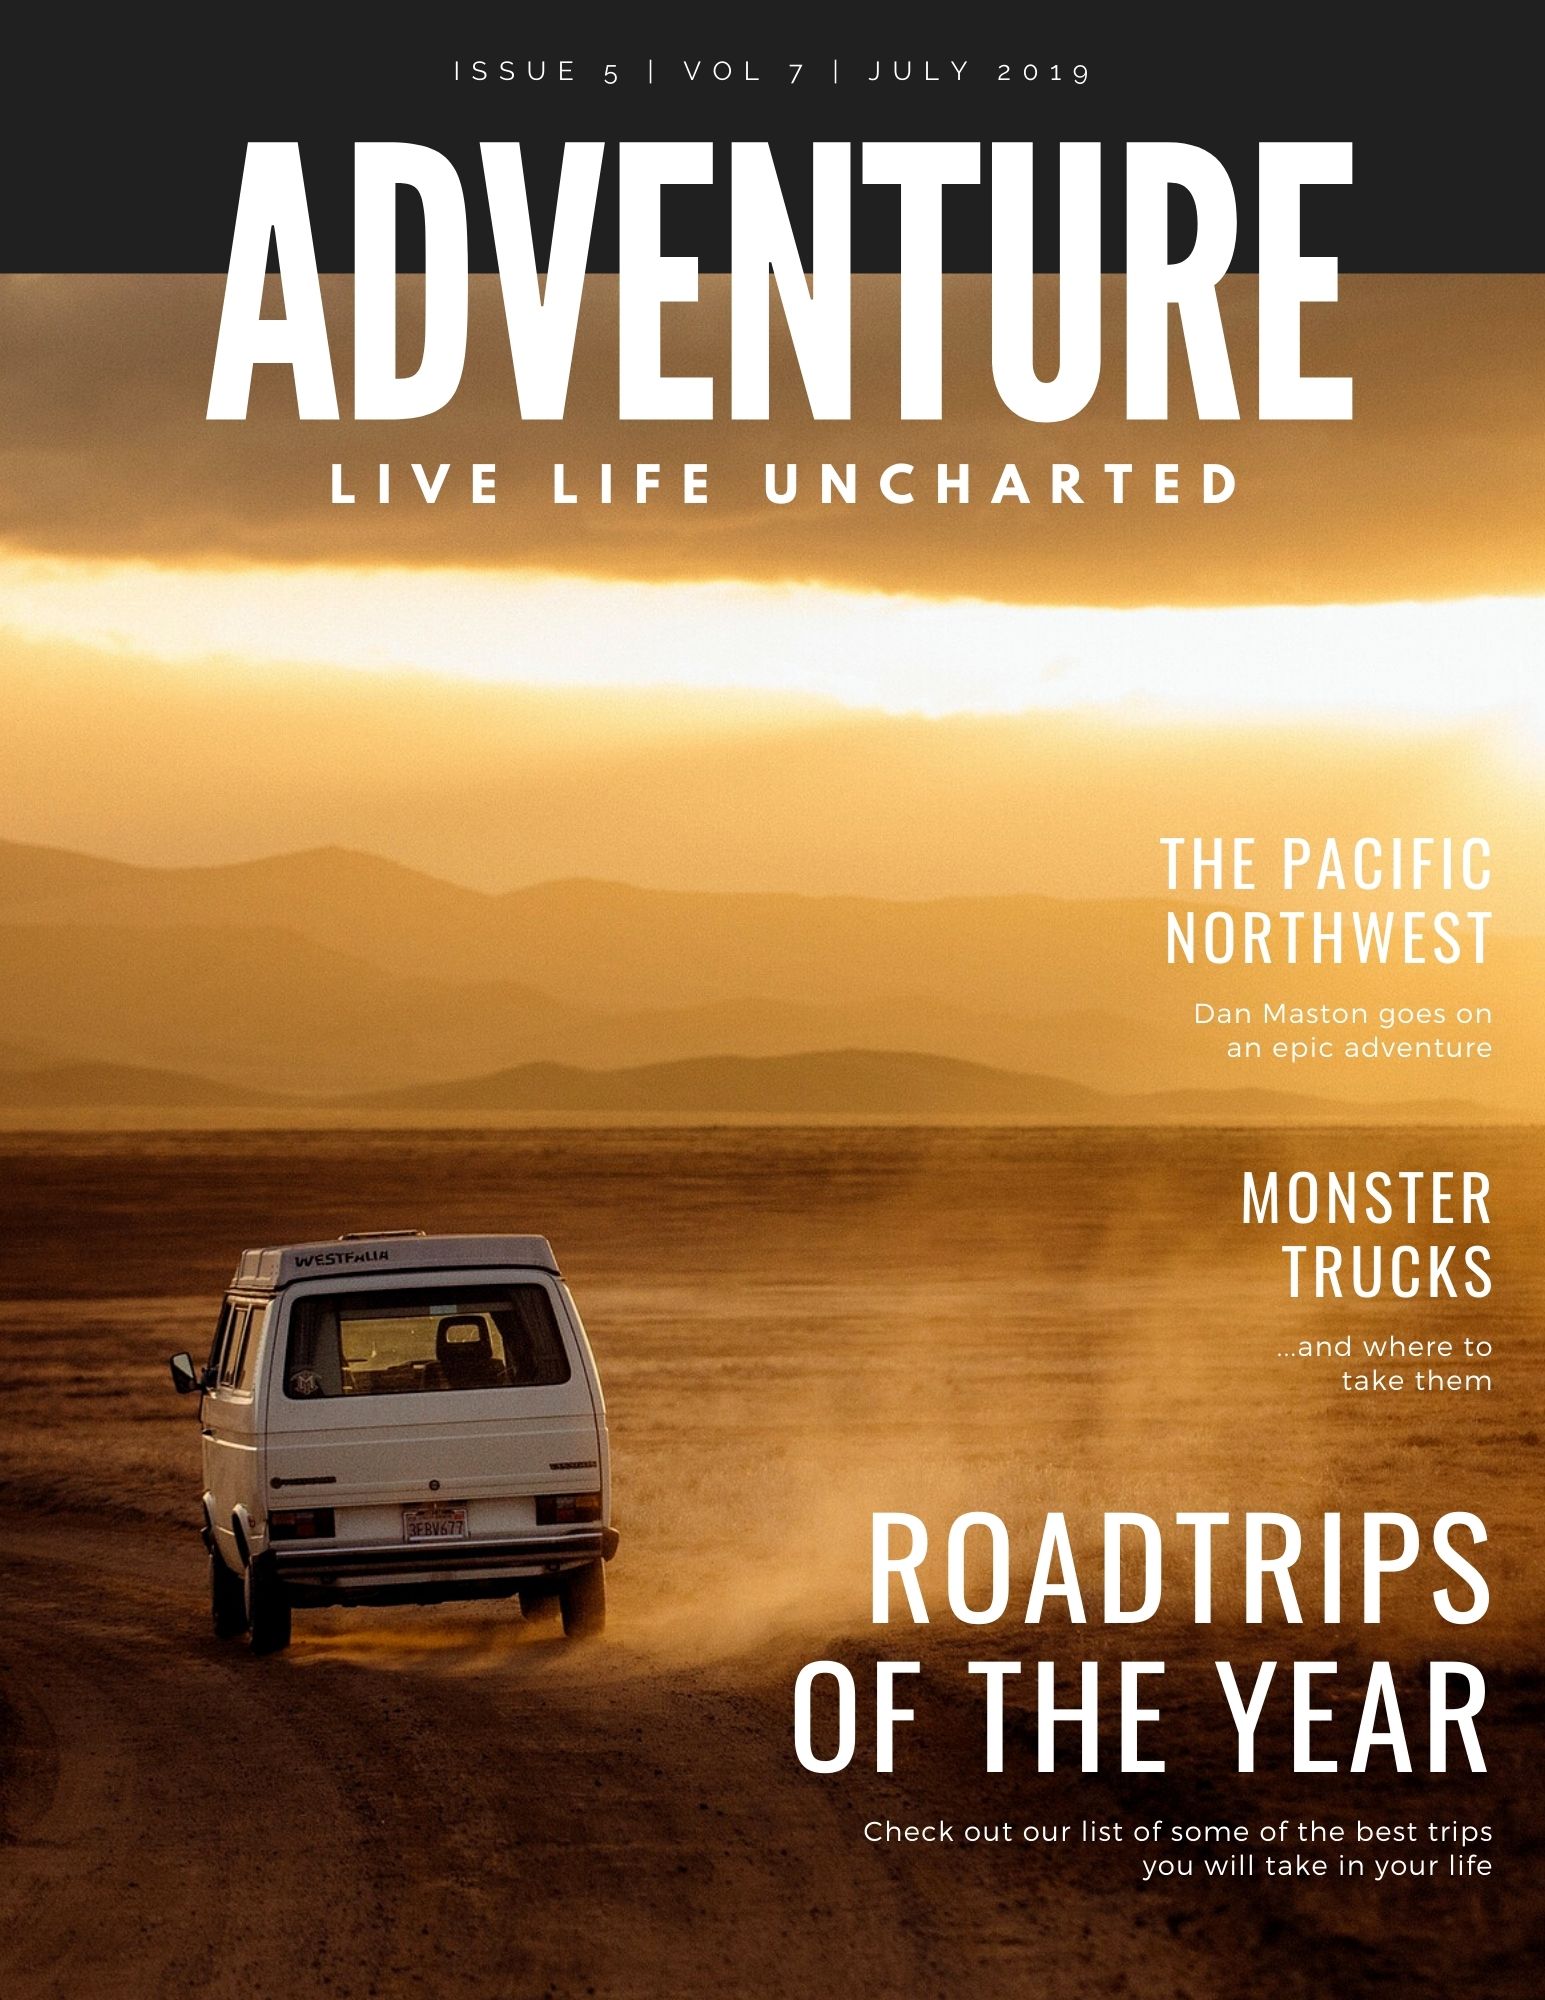 ISSUE 5 | VOL 7 | JULY 2019
ADVENTURE
LIVE LIFE UNCHARTED
THE PACIFIC
NORTHWEST
Dan Maston goes on
an epic adventure
MONSTER
TRUCKS
...and where to
take them
WESTFALIA
3FBV677
ROADTRIPS
OF THE YEAR
Check out our list of some of the best trips
you will take in your life